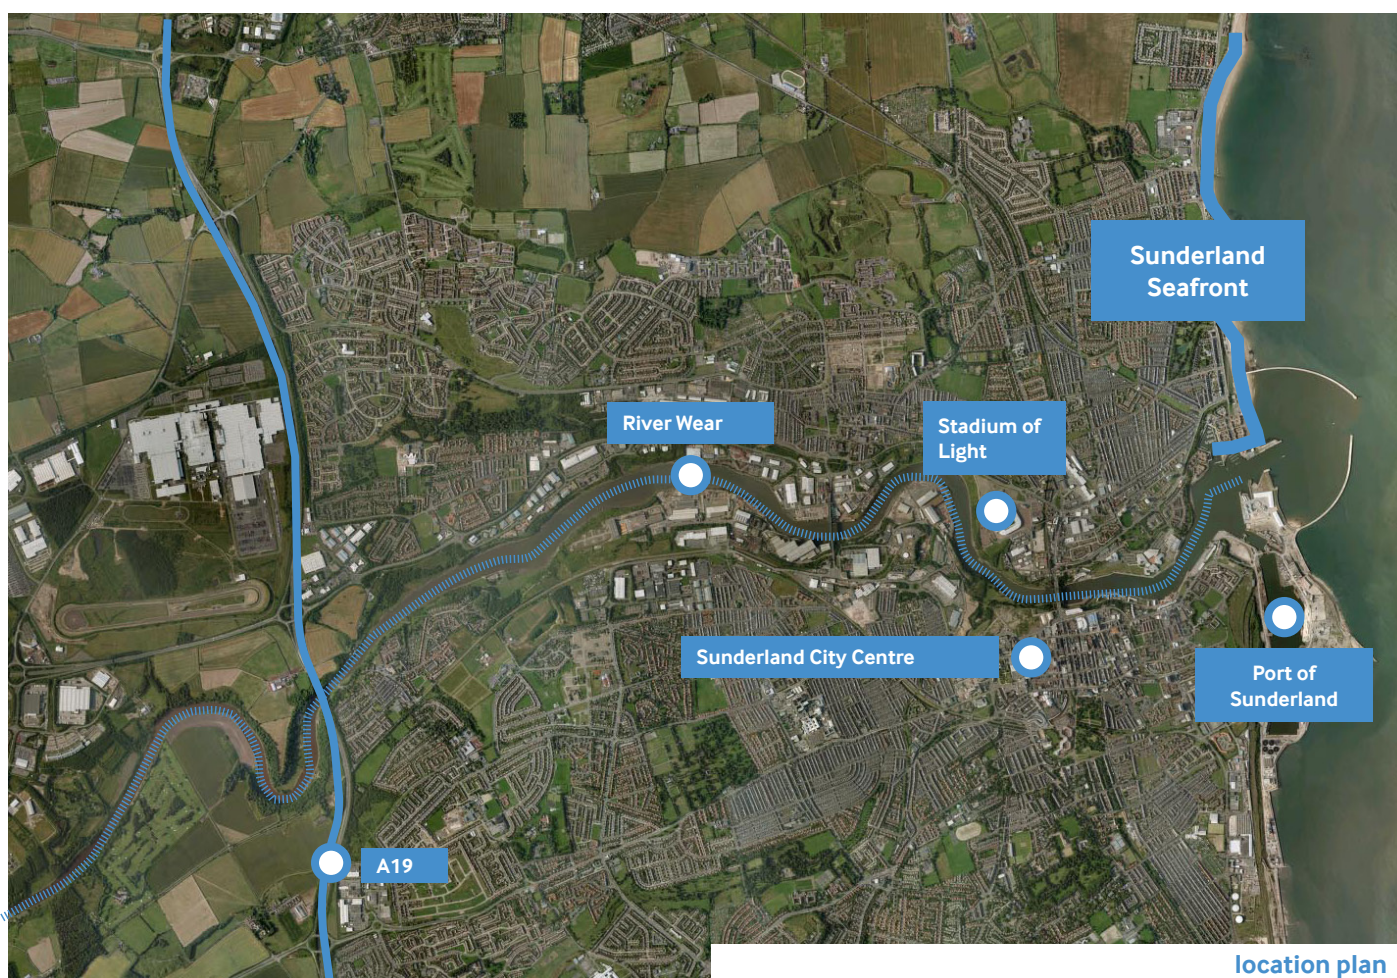 Sunderland
Seafront
River Wear
Stadium of
Light
Sunderland City Centre
Port of
Sunderland
A19
location plan